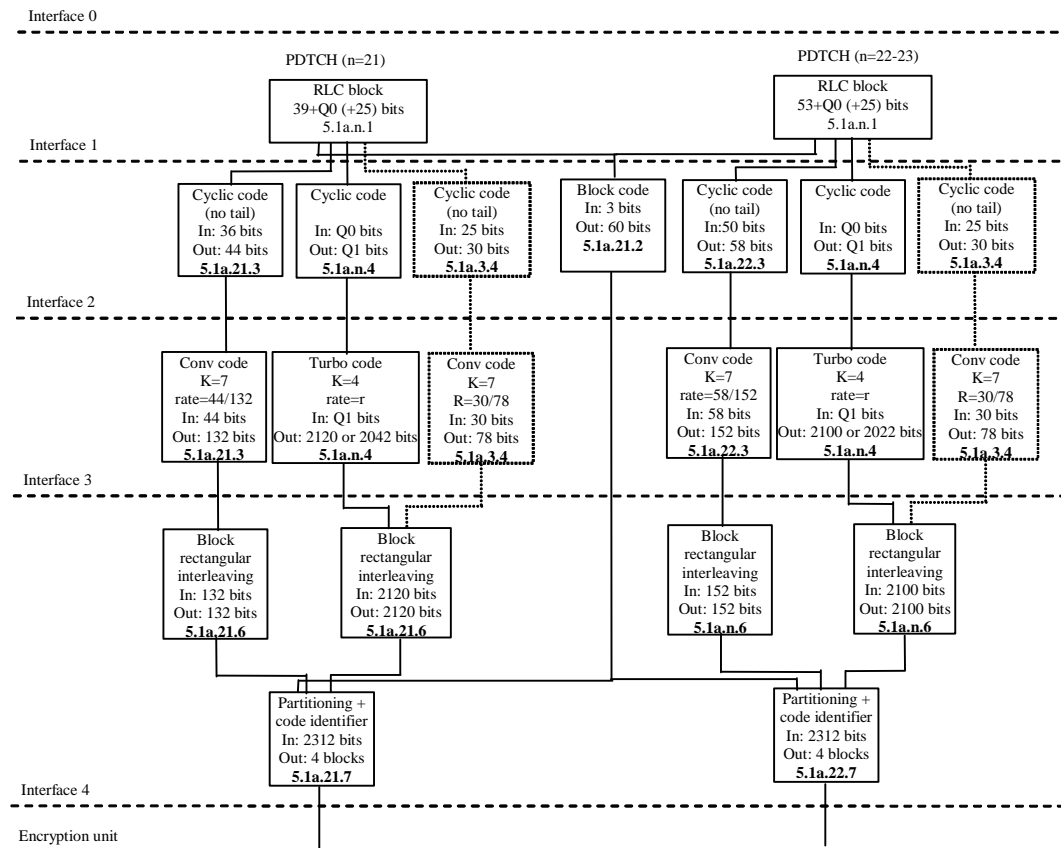 Interface 0
PDTCH (n=21)
PDTCH (n=22-23)
RLC block
39+Q0 (+25) bits
5.1a.n.1
RLC block
53+Q0 (+25) bits
5.1a.n.1
Interface 1
Cyclic code
(no tail)
In: 36 bits
Out: 44 bits
5.1a.21.3
Cyclic code
In: Q0 bits
Out: Q1 bits
5.1a.n.4
Cyclic code
(no tail)
In: 25 bits
Out: 30 bits
5.1a.3.4
Block code
In: 3 bits
Out: 60 bits
5.1a.21.2
Cyclic code
(no tail)
In:50 bits
Out: 58 bits
5.1a.22.3
Cyclic code
In: Q0 bits
Out: Q1 bits
5.1a.n.4
Cyclic code
(no tail)
In: 25 bits
Out: 30 bits
5.1a.3.4
Interface 2
Conv code
K=7
rate=44/132
In: 44 bits
Out: 132 bits
5.1a.21.3
Turbo code
K=4
rate=r
In: Q1 bits
Out: 2120 or 2042 bits
5.1a.n.4
Conv code
K=7
R=30/78
In: 30 bits
Out: 78 bits
5.1a.3.4
Conv code
K=7
rate=58/152
In: 58 bits
Out: 152 bits
5.1a.22.3
Turbo code
K=4
rate=r
In: Q1 bits
Out: 2100 or 2022 bits
5.1a.n.4
Conv code
K=7
R=30/78
In: 30 bits
Out: 78 bits
5.1a.3.4
Interface 3
Block
rectangular
interleaving
In: 132 bits
Out: 132 bits
5.1a.21.6
Block
rectangular
interleaving
In: 2120 bits
Out: 2120 bits
5.1a.21.6
Block
rectangular
interleaving
In: 152 bits
Out: 152 bits
5.1a.n.6
Block
rectangular
interleaving
In: 2100 bits
Out: 2100 bits
5.1a.n.6
Partitioning +
code identifier
In: 2312 bits
Out: 4 blocks
5.1a.21.7
Partitioning +
code identifier
In: 2312 bits
Out: 4 blocks
5.1a.22.7
Interface 4
Encryption unit